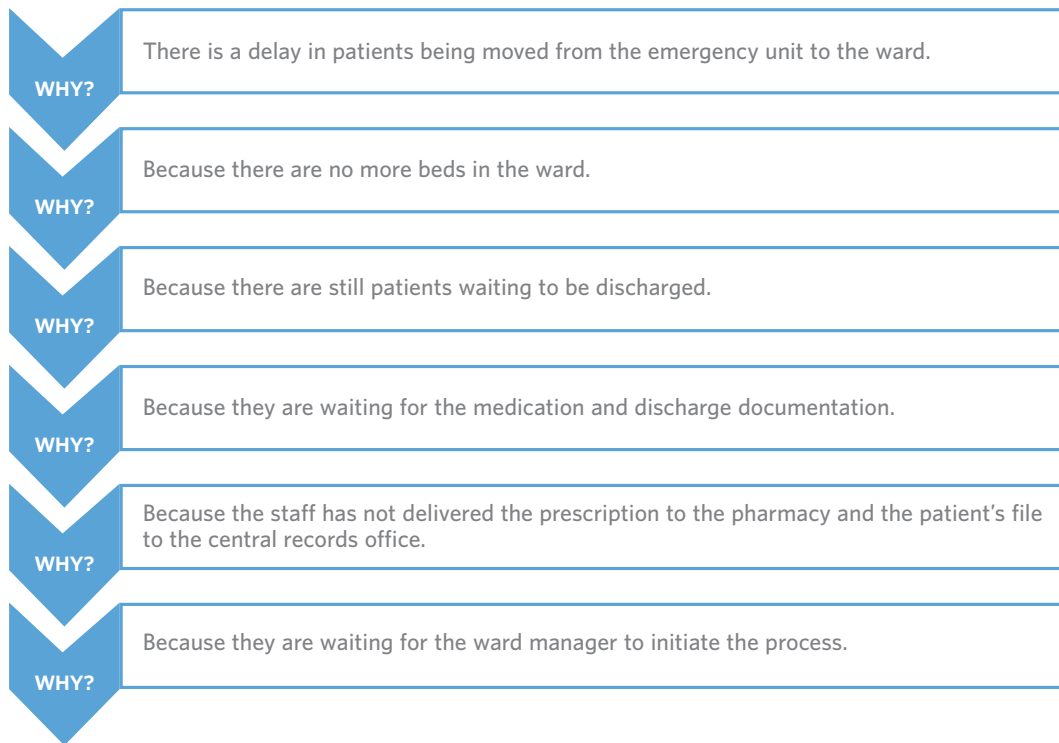 There is a delay in patients being moved from the emergency unit to the ward.
WHY?
Because there are no more beds in the ward.
WHY?
Because there are still patients waiting to be discharged.
WHY?
Because they are waiting for the medication and discharge documentation.
WHY?
Because the staff has not delivered the prescription to the pharmacy and the patient’s file
to the central records office.
WHY?
Because they are waiting for the ward manager to initiate the process.
WHY?